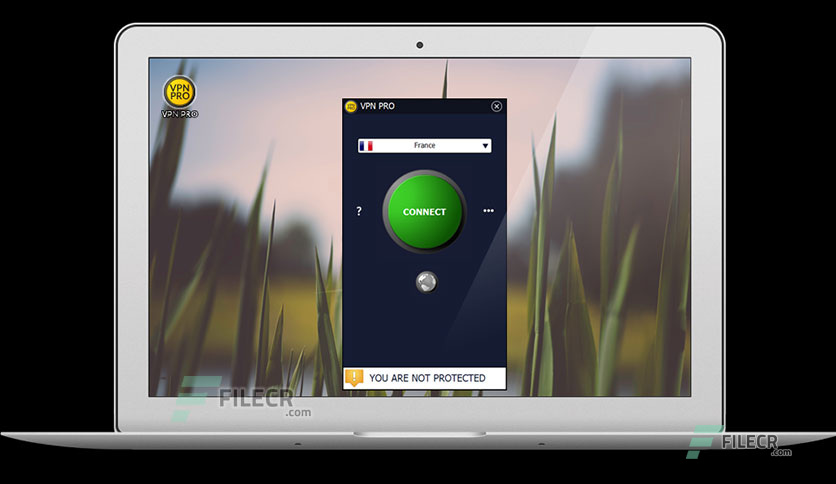 VPN
PRO
VPN PRO
VPN PRO
France
?
CONNECT
YOU ARE NOT PROTECTED
FILECR
.com
FILECR
.com